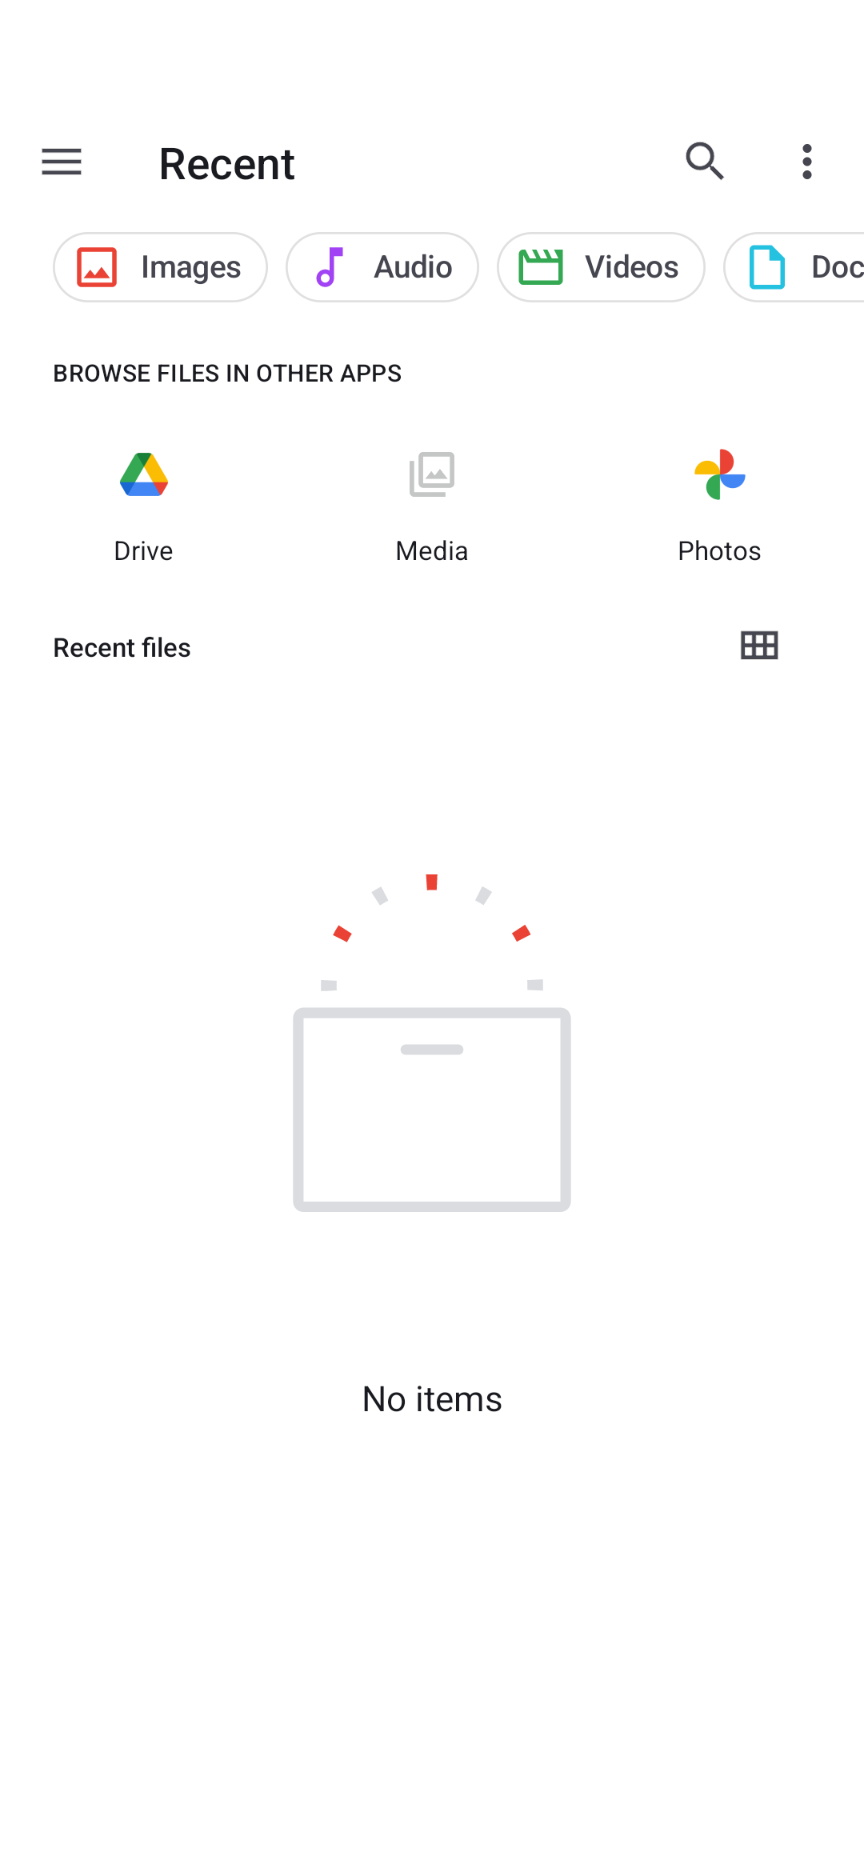 Recent
Images Audio Videos Doc
BROWSE FILES IN OTHER APPS
Drive Media Photos
Recent files
No items